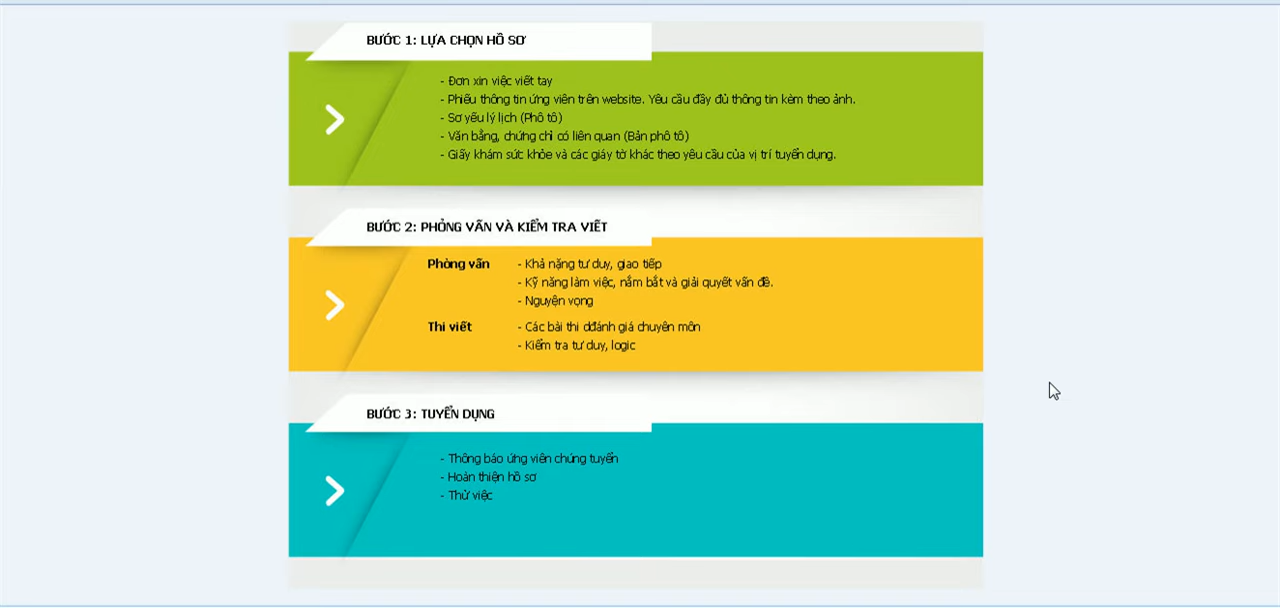 BƯỚC 1: LỰA CHỌN HỒ SƠ
- Đơn xin việc viết tay
- Phiếu thông tin ứng viên trên website. Yêu cầu đầy đủ thông tin kèm theo ảnh.
- Sơ yếu lý lịch (Phô tô)
- Văn bằng, chứng chỉ có liên quan (Bản phô tô)
- Giấy khám sức khỏe và các giáy tờ khác theo yêu cầu của vị trí tuyển dụng.
BƯỚC 2: PHỎNG VẤN VÀ KIỂM TRA VIẾT
Phỏng vấn - Khả nặng tư duy, giao tiếp
- Kỹ năng làm việc, nắm bắt và giải quyết vấn đề.
- Nguyện vọng
Thi viết - Các bài thi dđánh giá chuyên môn
- Kiểm tra tư duy, logic
BƯỚC 3: TUYỂN DỤNG
- Thông báo ứng viên chúng tuyển
- Hoàn thiện hồ sơ
- Thử việc